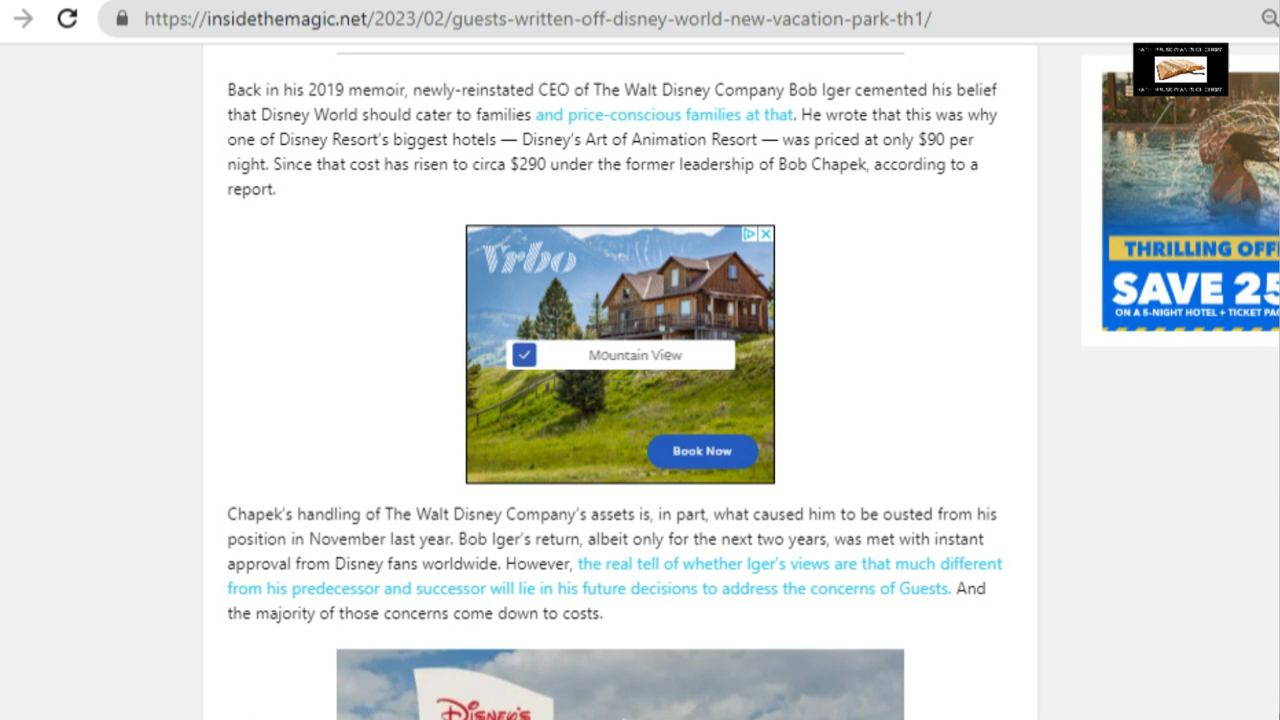 https://insidethemagic.net/2023/02/guests-written-off-disney-world-new-vacation-park-th1/
Back in his 2019 memoir, newly-reinstated CEO of The Walt Disney Company Bob Iger cemented his belief
that Disney World should cater to families and price-conscious families at that. He wrote that this was why
one of Disney Resort's biggest hotels — Disney's Art of Animation Resort — was priced at only $90 per
night. Since that cost has risen to circa $290 under the former leadership of Bob Chapek, according to a
report.
Vrbo
Mountain View
Book Now
THRILLING OFF
SAVE 25
ON A 5-NIGHT HOTEL + TICKET PAC
Chapek's handling of The Walt Disney Company's assets is, in part, what caused him to be ousted from his
position in November last year. Bob Iger's return, albeit only for the next two years, was met with instant
approval from Disney fans worldwide. However, the real tell of whether Iger's views are that much different
from his predecessor and successor will lie in his future decisions to address the concerns of Guests. And
the majority of those concerns come down to costs.
DISNEY'S